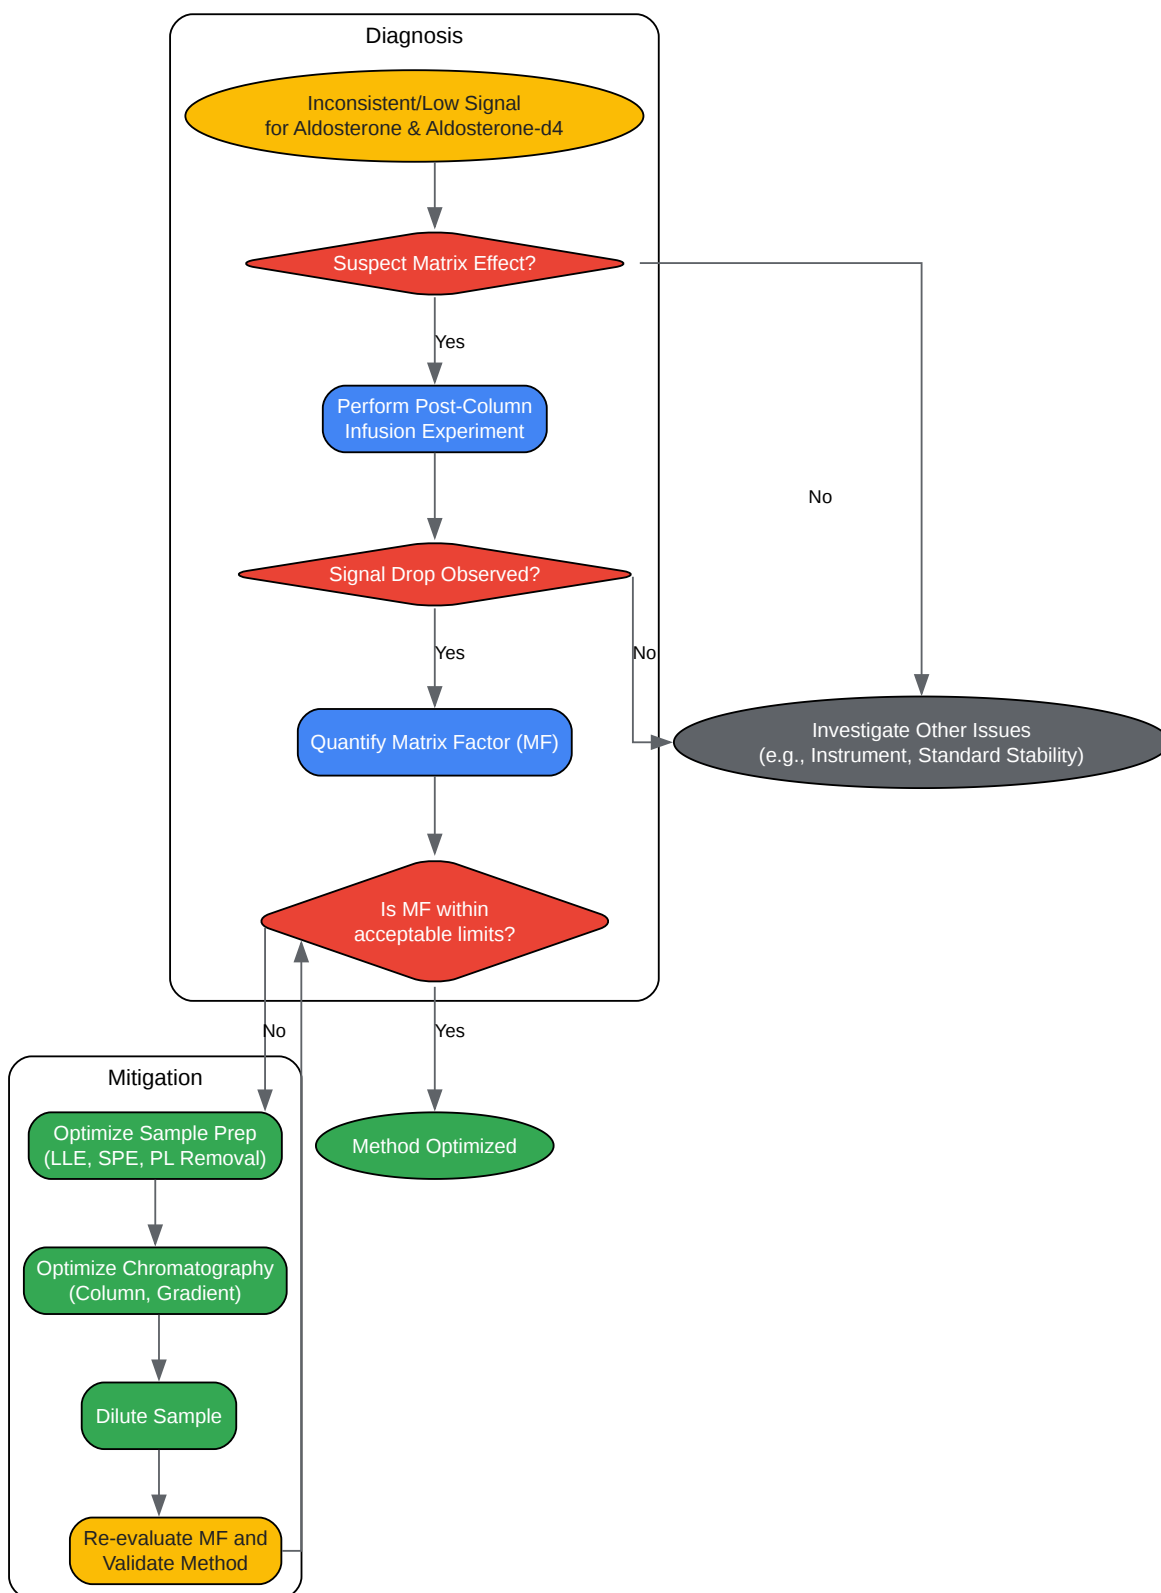 Diagnosis
Inconsistent/Low Signal
for Aldosterone & Aldosterone-d4
Suspect Matrix Effect?
Yes
Perform Post-Column
Infusion Experiment
No
Signal Drop Observed?
Yes
No
Quantify Matrix Factor (MF)
Investigate Other Issues
(e.g., Instrument, Standard Stability)
Is MF within
acceptable limits?
No
Yes
Mitigation
Optimize Sample Prep
(LLE, SPE, PL Removal)
Method Optimized
Optimize Chromatography
(Column, Gradient)
Dilute Sample
Re-evaluate MF and
Validate Method